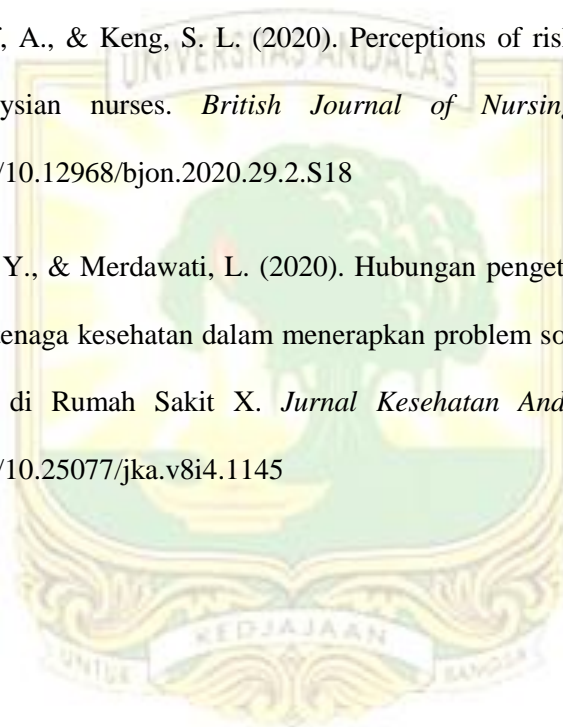 , A., & Keng, S. L. (2020). Perceptions of risk
ysian nurses. British Journal of Nursing
/10.12968/bjon.2020.29.2.S18
Y., & Merdawati, L. (2020). Hubungan penget
enaga kesehatan dalam menerapkan problem so
di Rumah Sakit X. Jurnal Kesehatan And
/10.25077/jka.v8i4.1145
UNIVERSITAS ANDALAS
UNTUK KEDJAJAAN BANGSA